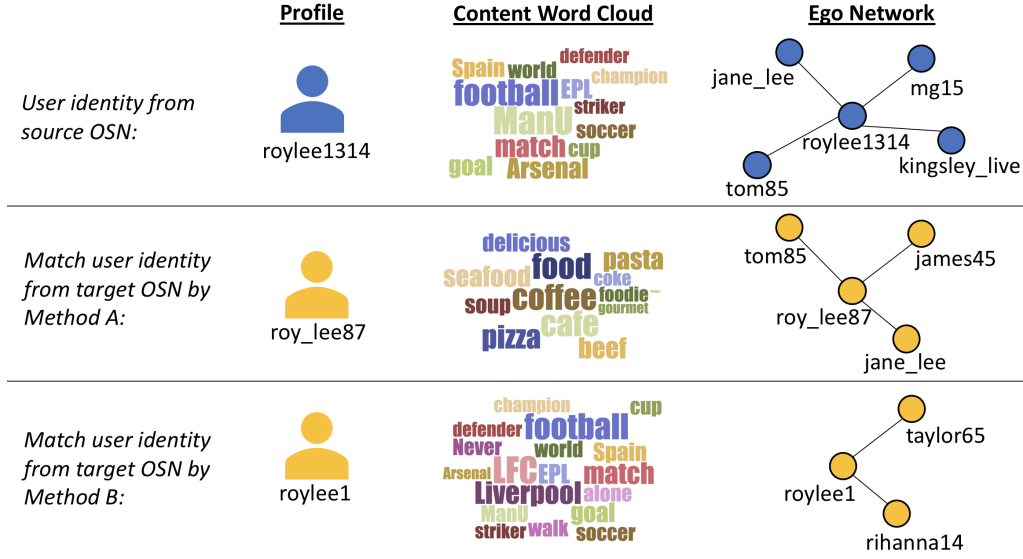 Profile
Content Word Cloud
Ego Network
User identity from
source OSN:
roylee1314
defender
Spain world
champion
football EPL
striker
ManU
soccer
match cup
goal Arsenal
jane_lee
mg15
roylee1314
kingsley_live
tom85
Match user identity
from target OSN by
Method A:
roy_lee87
delicious
food pasta
seafood coke
coffee foodie
soup gourmet
cafe
pizza
beef
tom85
james45
roy_lee87
jane_lee
Match user identity
from target OSN by
Method B:
roylee1
champion cup
defender football
Never world Spain
Arsenal LFC EPL match
Liverpool alone
ManU goal
striker walk soccer
taylor65
roylee1
rihanna14